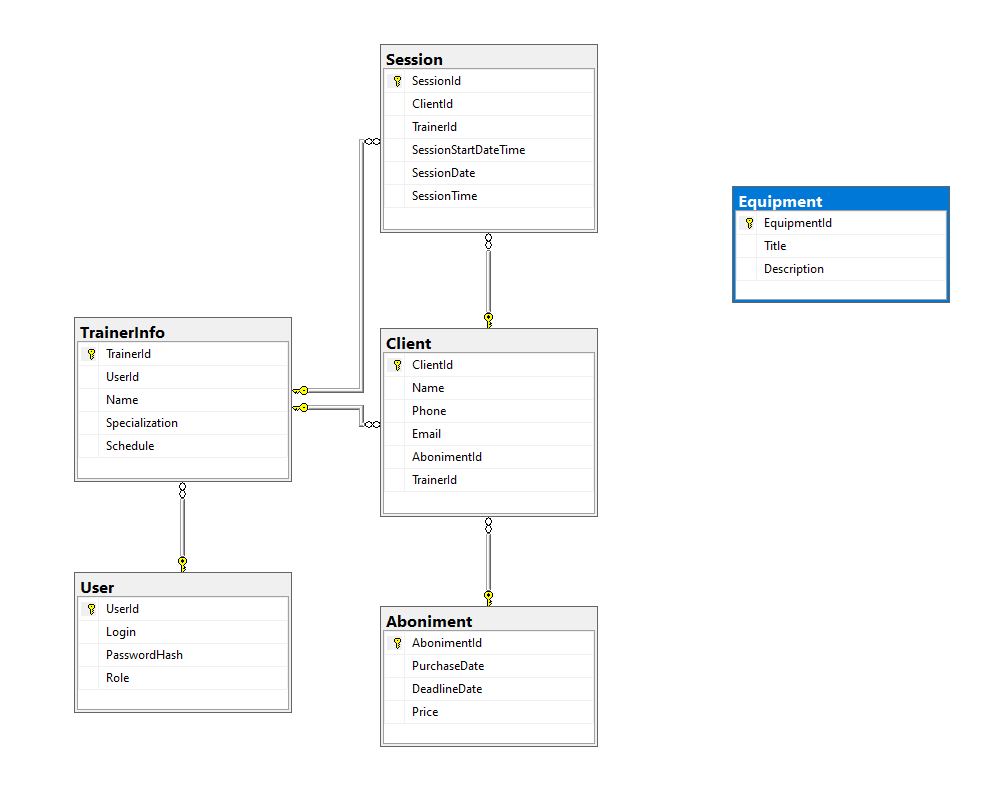 Session
SessionId
ClientId
TrainerId
SessionStartDateTime
SessionDate
SessionTime
Equipment
EquipmentId
Title
Description
TrainerInfo
TrainerId
UserId
Name
Specialization
Schedule
Client
ClientId
Name
Phone
Email
AbonimentId
TrainerId
User
UserId
Login
PasswordHash
Role
Aboniment
AbonimentId
PurchaseDate
DeadlineDate
Price